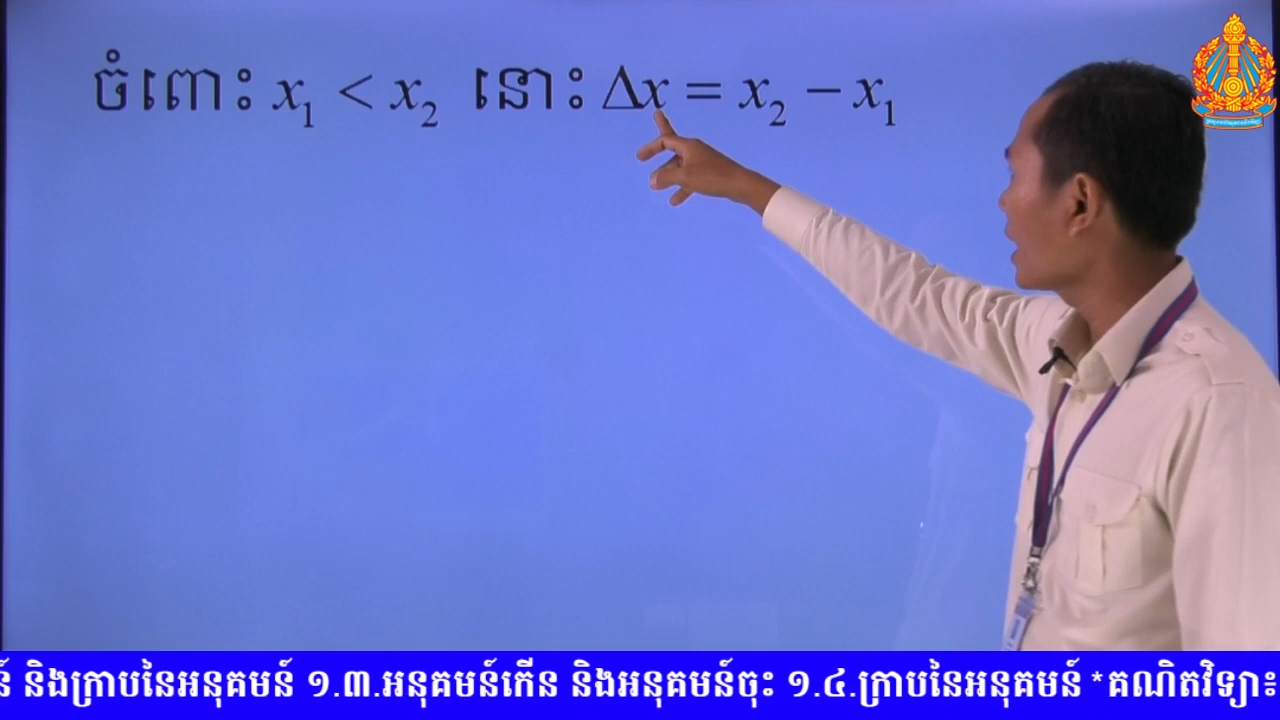 ចំពោះ x₁ < x₂ នោះ Δx = x₂ − x₁
ន៍ និងក្រាបនៃអនុគមន៍ ១.៣.អនុគមន៍កើន និងអនុគមន៍ចុះ ១.៤.ក្រាបនៃអនុគមន៍ *គណិតវិទ្យា៖